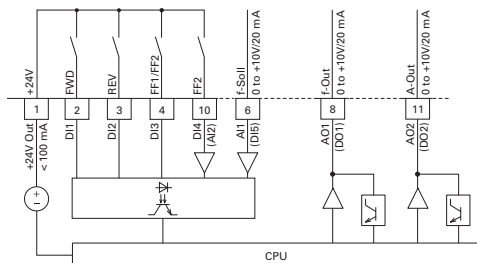 +24V
FWD
REV
FF1/FF2
FF2
f-Soll
0 to +10V/20 mA
f-Out
0 to +10V/20 mA
A-Out
0 to +10V/20 mA
1
2
3
4
10
6
8
11
+24V Out
< 100 mA
DI1
DI2
DI3
DI4
(AI2)
AI1
(DI5)
AO1
(DO1)
AO2
(DO2)
+
−
CPU